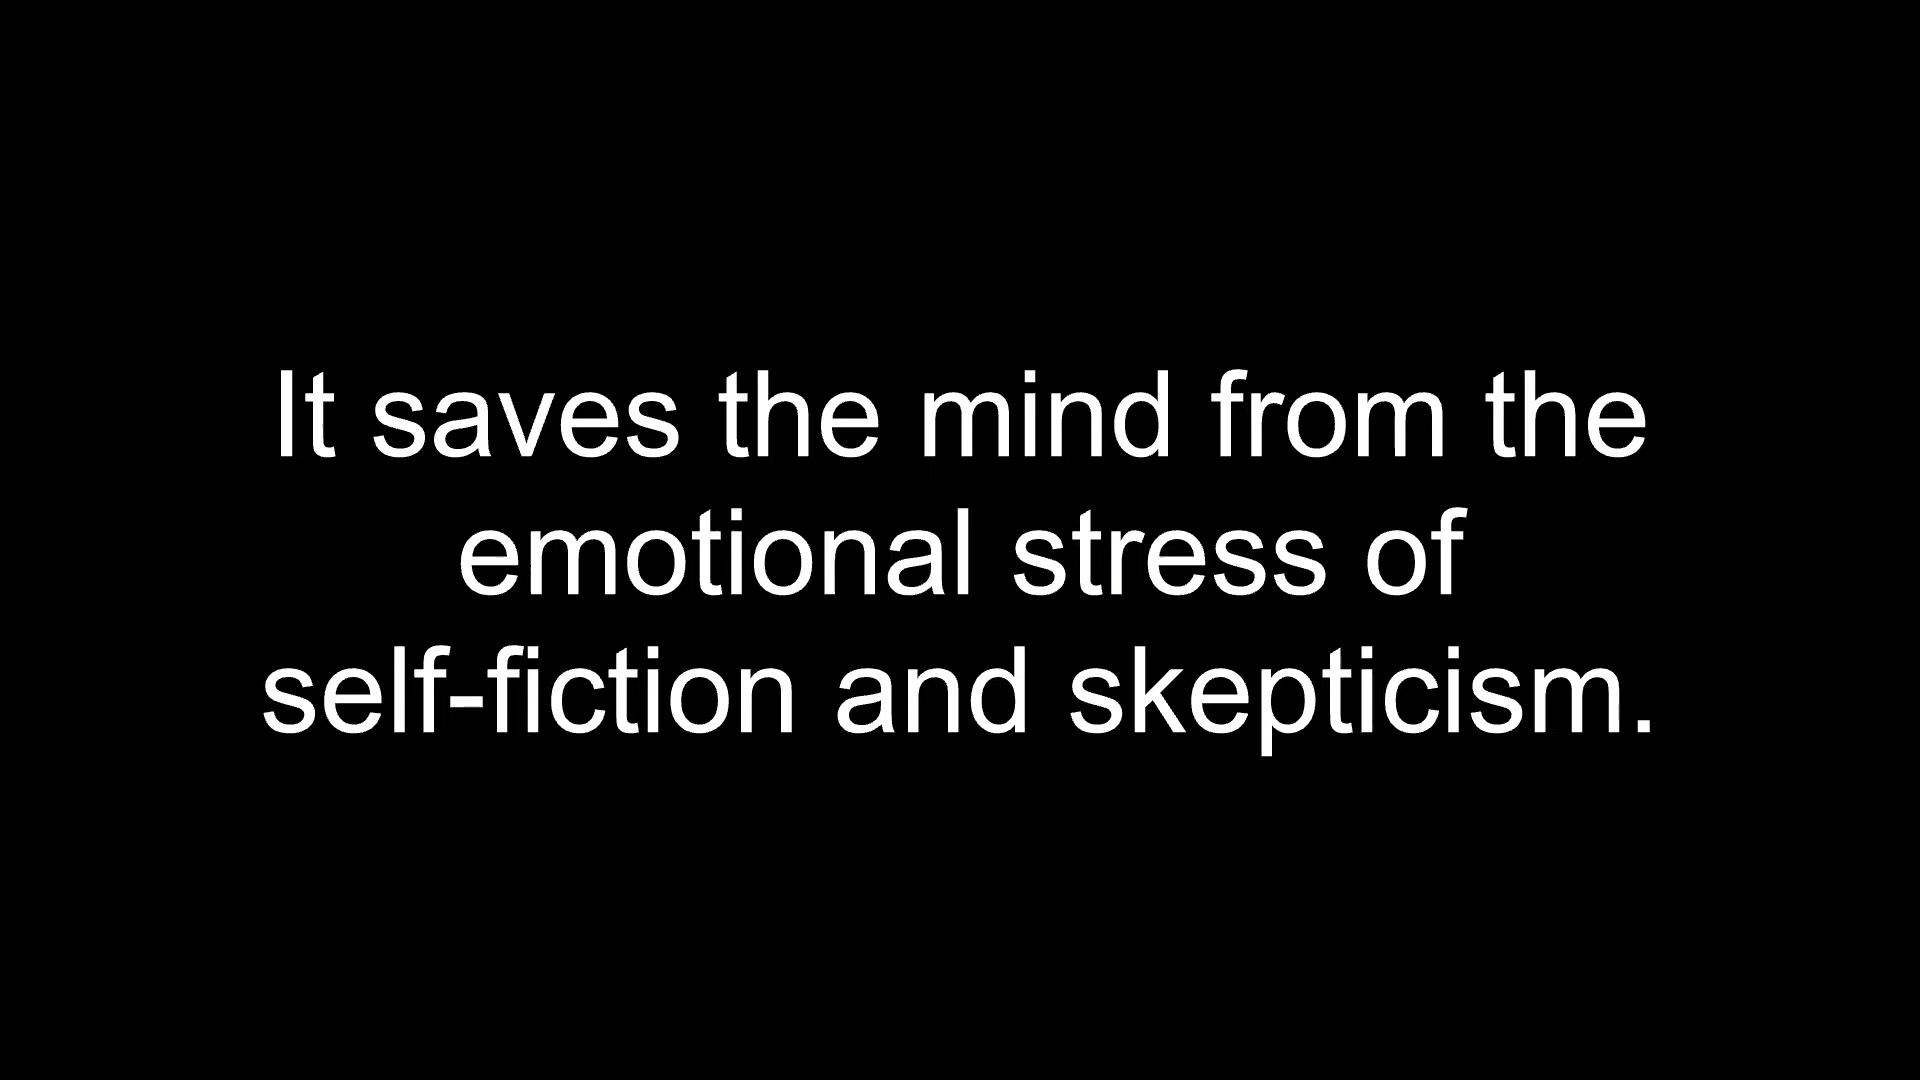 It saves the mind from the
emotional stress of
self-fiction and skepticism.